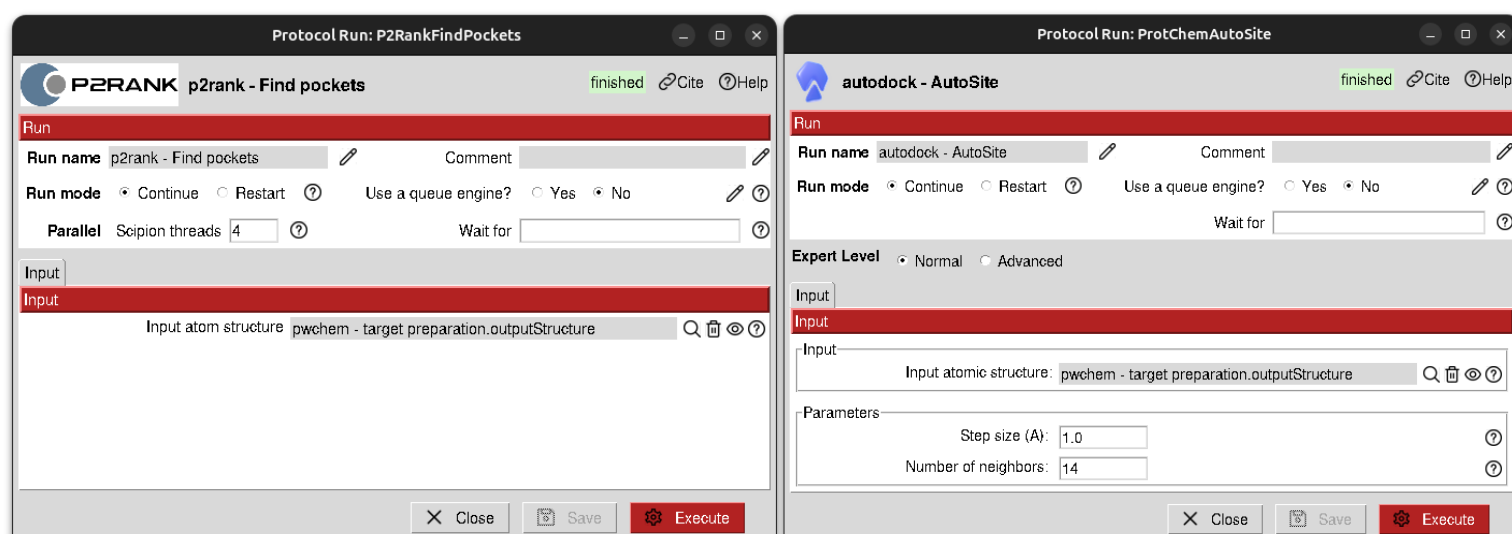 Protocol Run: P2RankFindPockets
P2RANK p2rank - Find pockets finished Cite Help
Run
Run name p2rank - Find pockets Comment
Run mode Continue Restart Use a queue engine? Yes No
Parallel Scipion threads 4 Wait for
Input
Input
Input atom structure pwchem - target preparation.outputStructure
Close Save Execute
Protocol Run: ProtChemAutoSite
autodock - AutoSite finished Cite Help
Run
Run name autodock - AutoSite Comment
Run mode Continue Restart Use a queue engine? Yes No
Wait for
Expert Level Normal Advanced
Input
Input
Input
Input atomic structure: pwchem - target preparation.outputStructure
Parameters
Step size (A): 1.0
Number of neighbors: 14
Close Save Execute